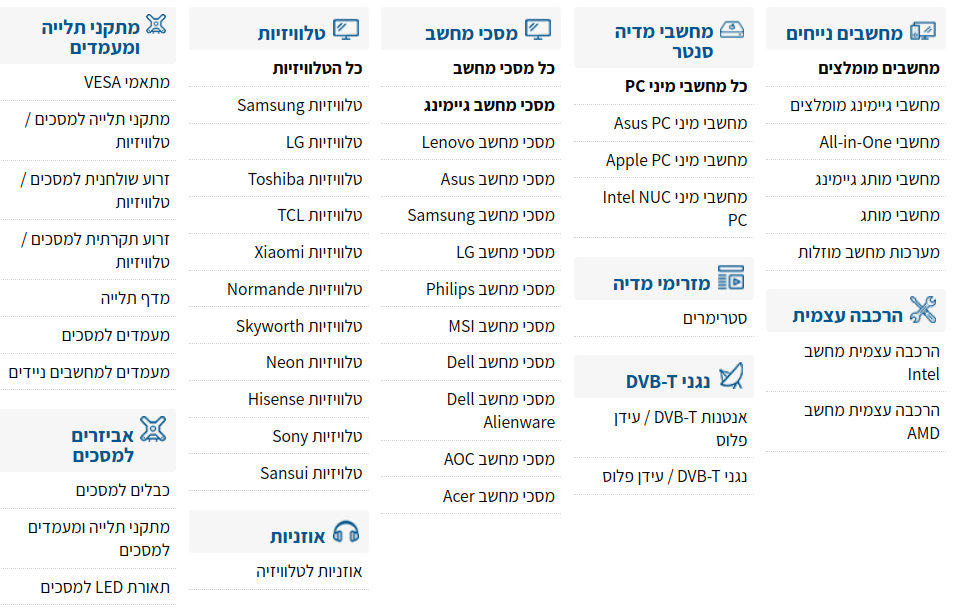 מחשבים נייחים
מחשבים מומלצים
מחשבי גיימינג מומלצים
מחשבי All-in-One
מחשבי מותג גיימינג
מחשבי מותג
מערכות מחשב מוזלות
הרכבה עצמית
הרכבה עצמית מחשב
Intel
הרכבה עצמית מחשב
AMD
מחשבי מדיה
סנטר
כל מחשבי מיני PC
מחשבי מיני Asus PC
מחשבי מיני Apple PC
מחשבי מיני Intel NUC
PC
מזרימי מדיה
סטרימרים
נגני DVB-T
אנטנות DVB-T / עידן
פלוס
נגני DVB-T / עידן פלוס
מסכי מחשב
כל מסכי מחשב
מסכי מחשב גיימינג
מסכי מחשב Lenovo
מסכי מחשב Asus
מסכי מחשב Samsung
מסכי מחשב LG
מסכי מחשב Philips
מסכי מחשב MSI
מסכי מחשב Dell
מסכי מחשב Dell
Alienware
מסכי מחשב AOC
מסכי מחשב Acer
טלוויזיות
כל הטלוויזיות
טלוויזיות Samsung
טלוויזיות LG
טלוויזיות Toshiba
טלוויזיות TCL
טלוויזיות Xiaomi
טלוויזיות Normande
טלוויזיות Skyworth
טלוויזיות Neon
טלוויזיות Hisense
טלויזיות Sony
טלויזיות Sansui
אוזניות
אוזניות לטלוויזיה
מתקני תלייה
ומעמדים
מתאמי VESA
מתקני תלייה למסכים /
טלוויזיות
זרוע שולחנית למסכים /
טלוויזיות
זרוע תקרתית למסכים /
טלוויזיות
מדף תלייה
מעמדים למסכים
מעמדים למחשבים ניידים
אביזרים
למסכים
כבלים למסכים
מתקני תלייה ומעמדים
למסכים
תאורת LED למסכים